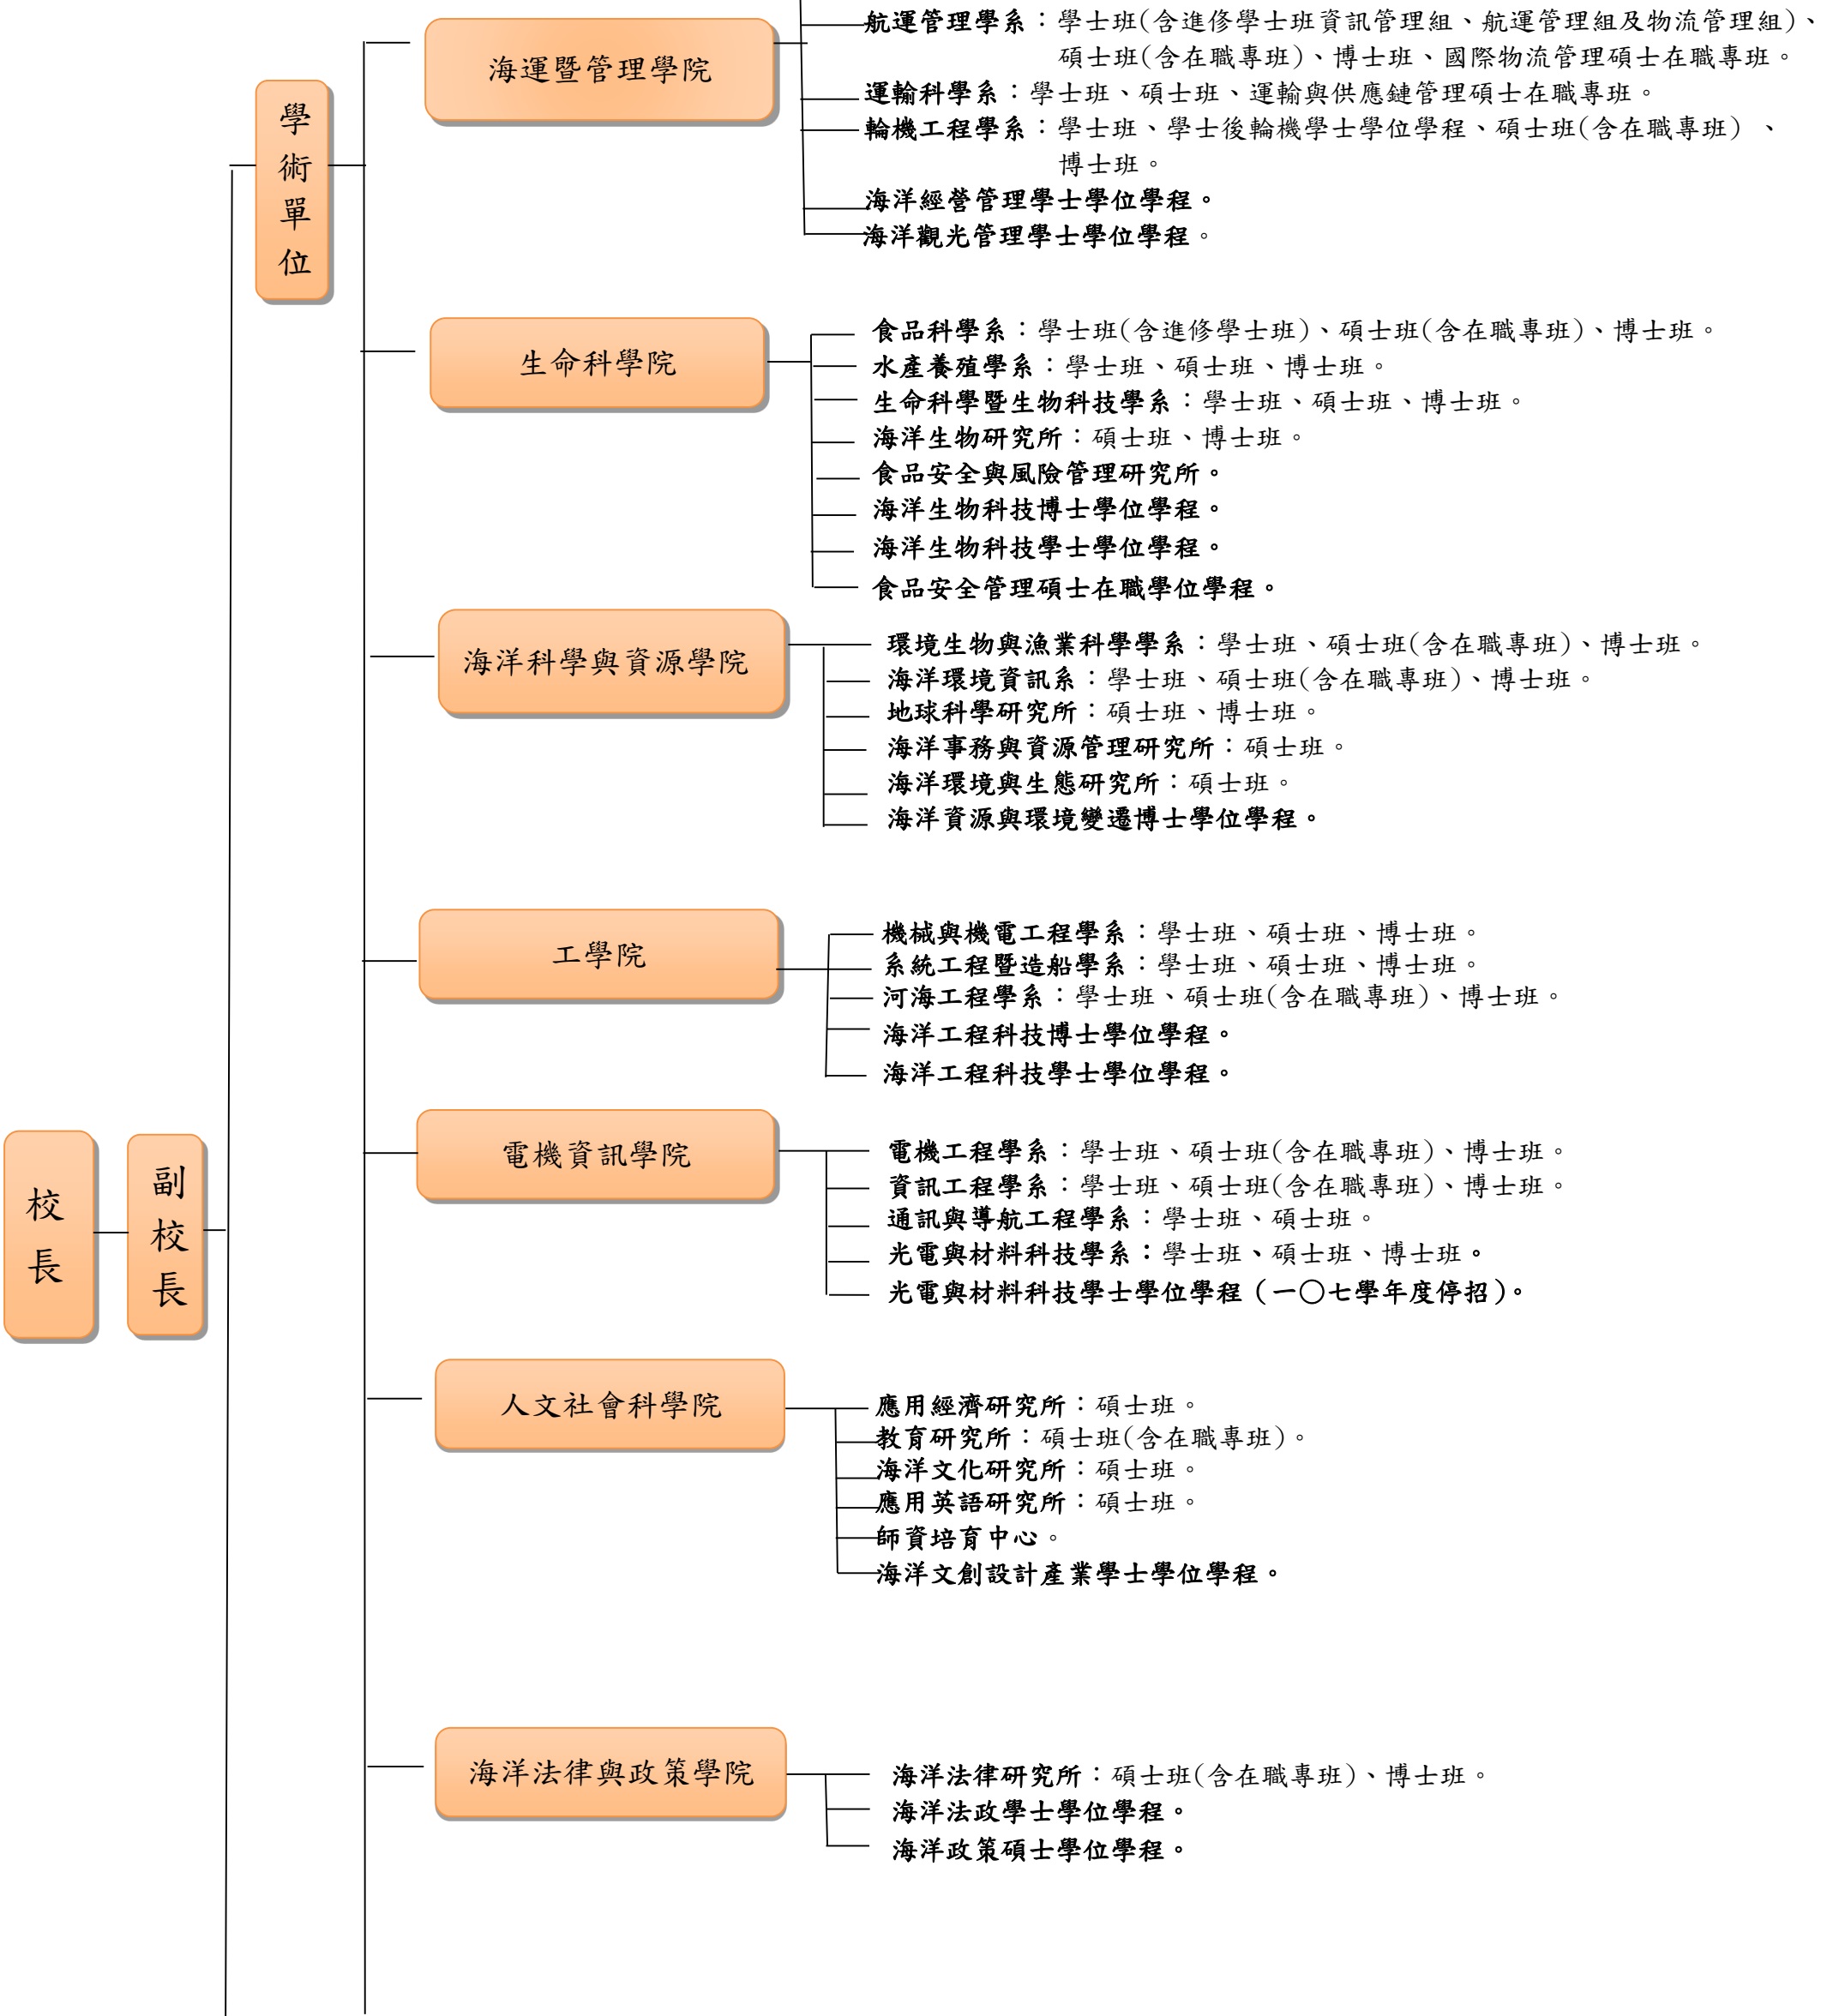 學術單位
海運暨管理學院
航運管理學系：學士班(含進修學士班資訊管理組、航運管理組及物流管理組)、
碩士班(含在職專班)、博士班、國際物流管理碩士在職專班。
運輸科學系：學士班、碩士班、運輸與供應鏈管理碩士在職專班。
輪機工程學系：學士班、學士後輪機學士學位學程、碩士班(含在職專班) 、
博士班。
海洋經營管理學士學位學程。
海洋觀光管理學士學位學程。
生命科學院
食品科學系：學士班(含進修學士班)、碩士班(含在職專班)、博士班。
水產養殖學系：學士班、碩士班、博士班。
生命科學暨生物科技學系：學士班、碩士班、博士班。
海洋生物研究所：碩士班、博士班。
食品安全與風險管理研究所。
海洋生物科技博士學位學程。
海洋生物科技學士學位學程。
食品安全管理碩士在職學位學程。
海洋科學與資源學院
環境生物與漁業科學學系：學士班、碩士班(含在職專班)、博士班。
海洋環境資訊系：學士班、碩士班(含在職專班)、博士班。
地球科學研究所：碩士班、博士班。
海洋事務與資源管理研究所：碩士班。
海洋環境與生態研究所：碩士班。
海洋資源與環境變遷博士學位學程。
工學院
機械與機電工程學系：學士班、碩士班、博士班。
系統工程暨造船學系：學士班、碩士班、博士班。
河海工程學系：學士班、碩士班(含在職專班)、博士班。
海洋工程科技博士學位學程。
海洋工程科技學士學位學程。
校長
副校長
電機資訊學院
電機工程學系：學士班、碩士班(含在職專班)、博士班。
資訊工程學系：學士班、碩士班(含在職專班)、博士班。
通訊與導航工程學系：學士班、碩士班。
光電與材料科技學系：學士班、碩士班、博士班。
光電與材料科技學士學位學程（一〇七學年度停招）。
人文社會科學院
應用經濟研究所：碩士班。
教育研究所：碩士班(含在職專班)。
海洋文化研究所：碩士班。
應用英語研究所：碩士班。
師資培育中心。
海洋文創設計產業學士學位學程。
海洋法律與政策學院
海洋法律研究所：碩士班(含在職專班)、博士班。
海洋法政學士學位學程。
海洋政策碩士學位學程。